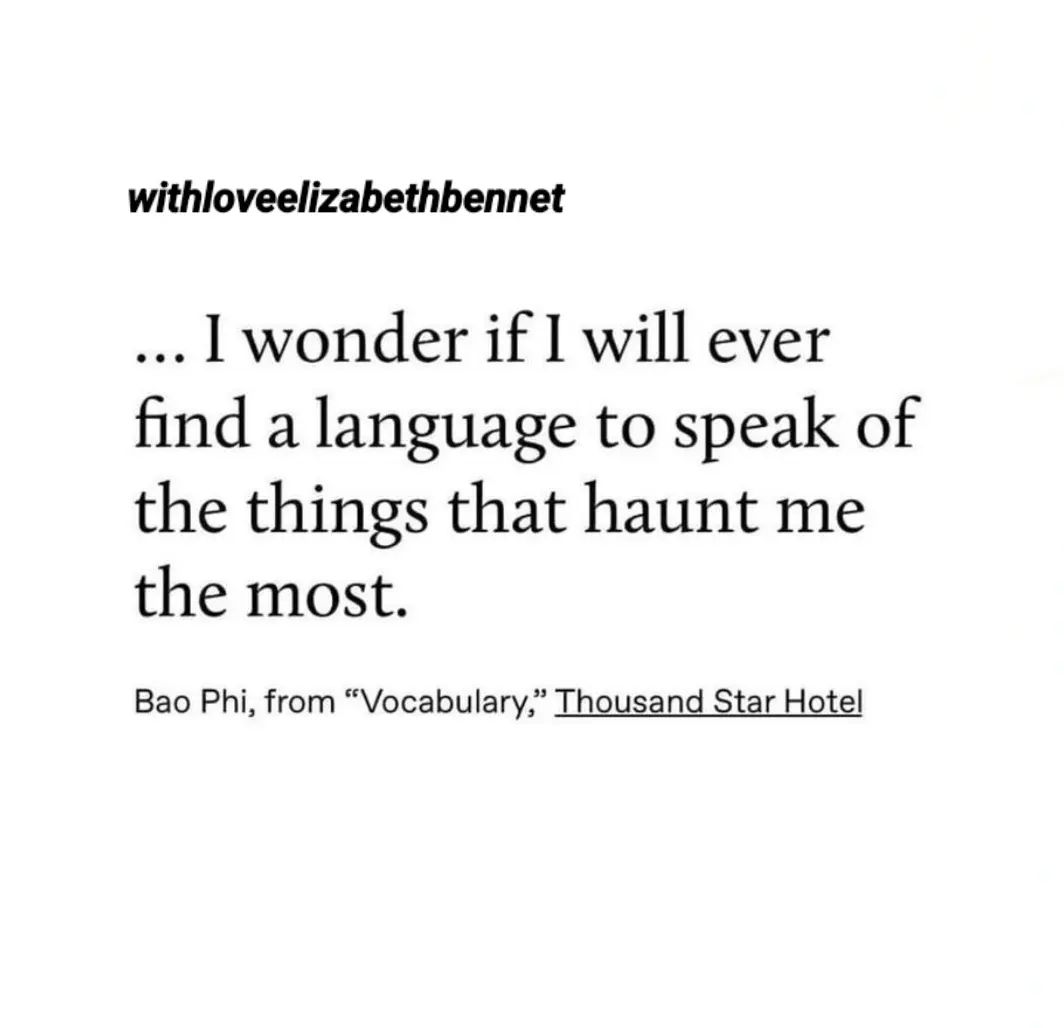 withloveelizabethbennet
... I wonder if I will ever
find a language to speak of
the things that haunt me
the most.
Bao Phi, from “Vocabulary,” Thousand Star Hotel